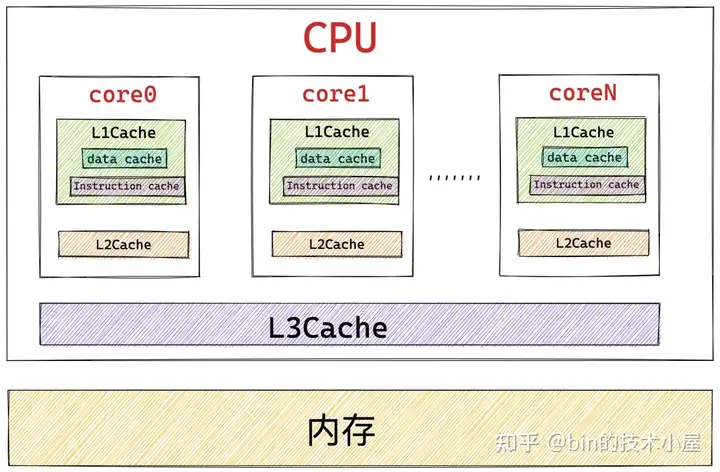 CPU
core0 core1 coreN
L1Cache L1Cache L1Cache
data cache data cache data cache
Instruction cache Instruction cache Instruction cache
.......
L2Cache L2Cache L2Cache
L3Cache
内存
知乎 @bin的技术小屋